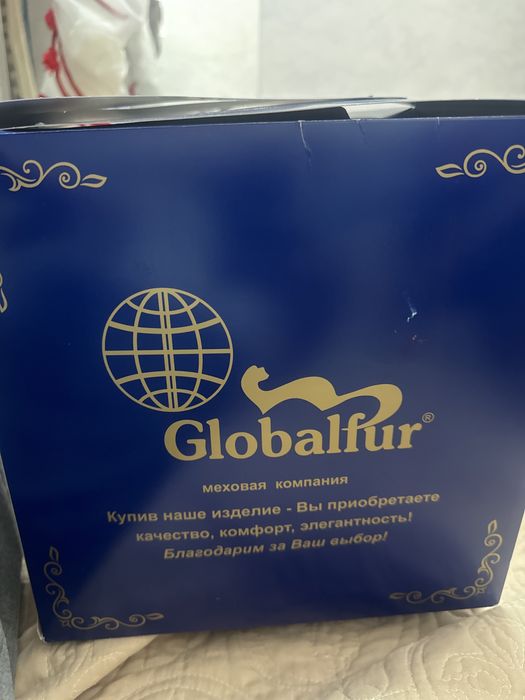 Globalfur®
меховая компания
Купив наше изделие - Вы приобретаете
качество, комфорт, элегантность!
Благодарим за Ваш выбор!